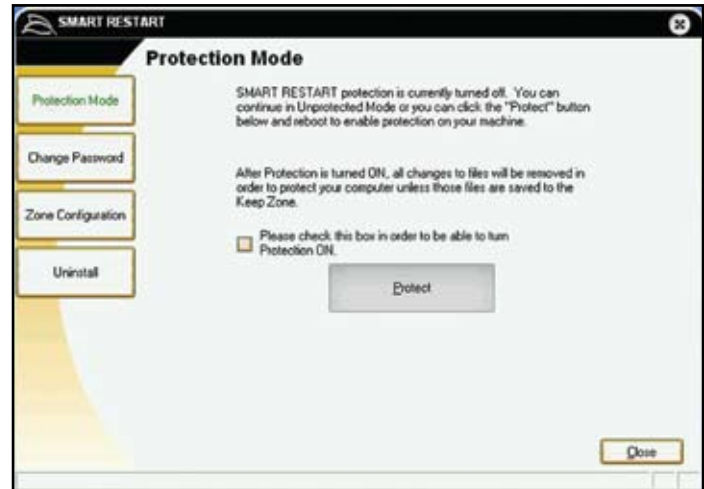 SMART RESTART
Protection Mode
Protection Mode
Change Password
Zone Configuration
Uninstall
SMART RESTART protection is currently turned off. You can
continue in Unprotected Mode or you can click the "Protect" button
below and reboot to enable protection on your machine.
After Protection is turned ON, all changes to files will be removed in
order to protect your computer unless those files are saved to the
Keep Zone.
Please check this box in order to be able to turn
Protection ON.
Protect
Close